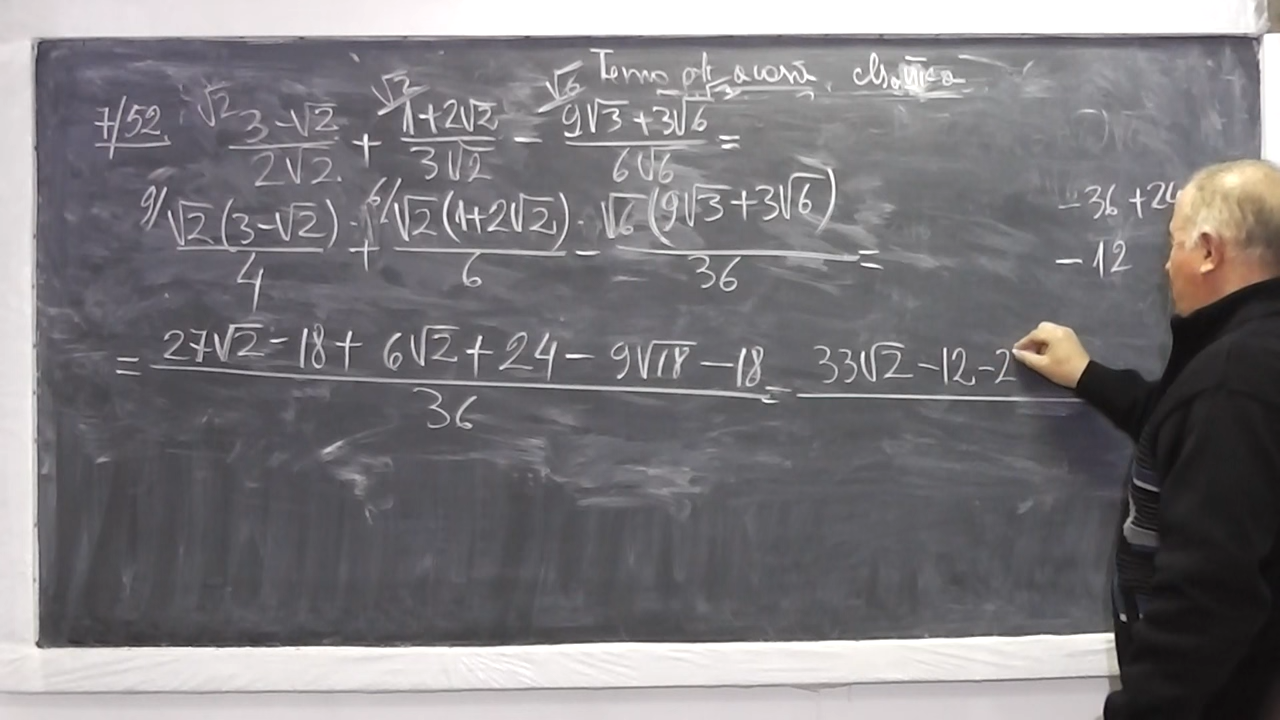 Tema pt. acasă.
7/52 √2 3-√2/2√2 + √2 1+2√2/3√2 - √6 9√3+3√6/6√6 =
9/ √2(3-√2)/4 + 6/ √2(1+2√2)/6 - √6(9√3+3√6)/36 =
= 27√2-18+6√2+24-9√18-18/36 = 33√2-12-2
-36+24
-12